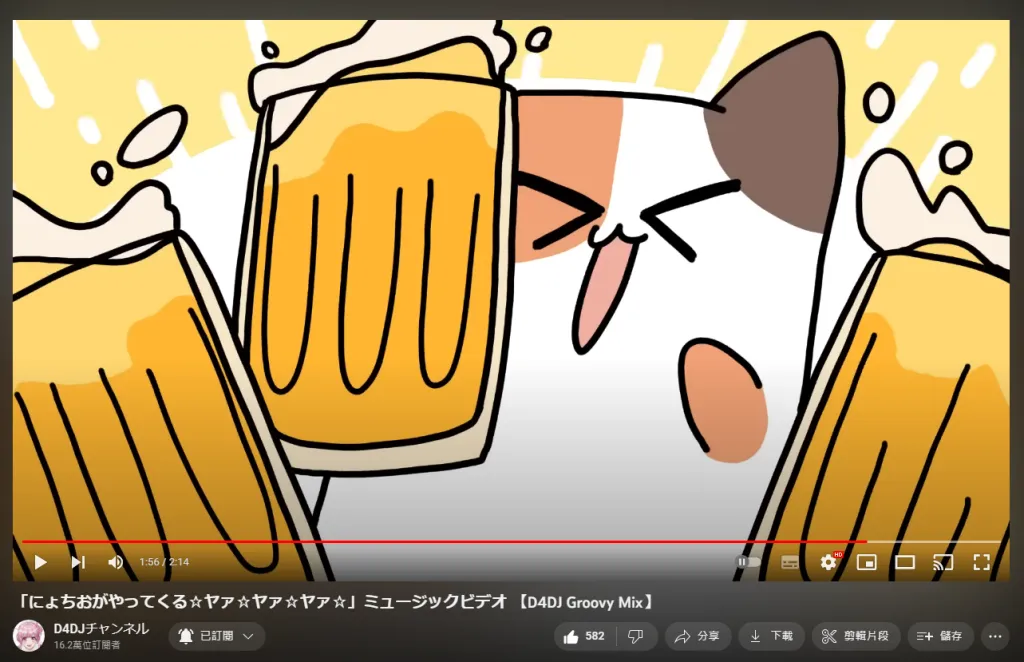 HD
1:56 / 2:14
「にょちおがやってくる☆ヤァ☆ヤァ☆ヤァ☆」ミュージックビデオ 【D4DJ Groovy Mix】
D4DJチャンネル
16.2萬位訂閱者
已訂閱
582
分享
下載
剪輯片段
儲存